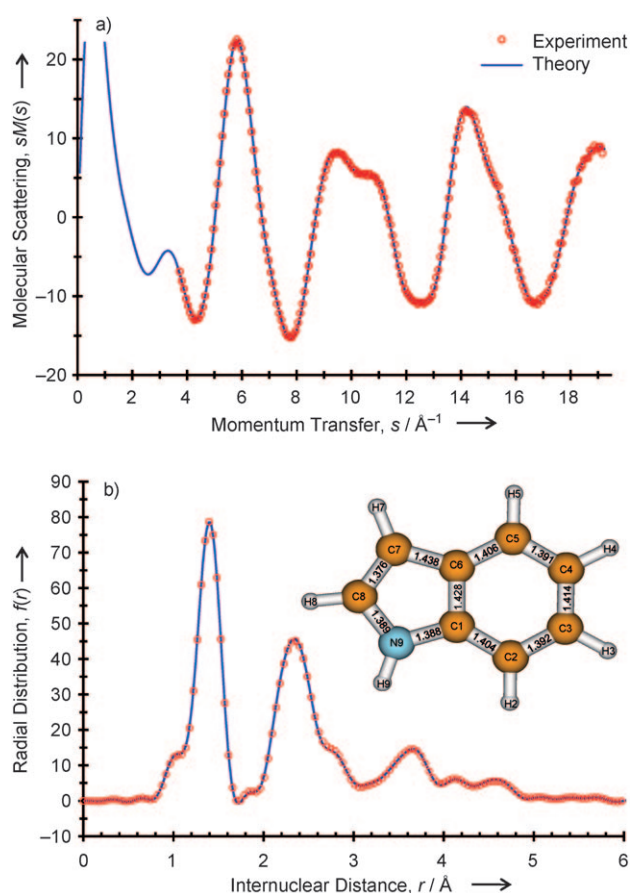 a)
Experiment
Theory
Molecular Scattering, sM(s)
20
10
0
–10
–20
0 2 4 6 8 10 12 14 16 18
Momentum Transfer, s / Å⁻¹
b)
Radial Distribution, f(r)
90
80
70
60
50
40
30
20
10
0
–10
0 1 2 3 4 5 6
Internuclear Distance, r / Å
H5
H7
C5
C7 1.438 C6 1.406 1.391 H4
C4
1.376
1.428
1.414
C8
H8
1.389
N9 1.388 C1 1.404 C2 1.392 C3
H3
H9
H2